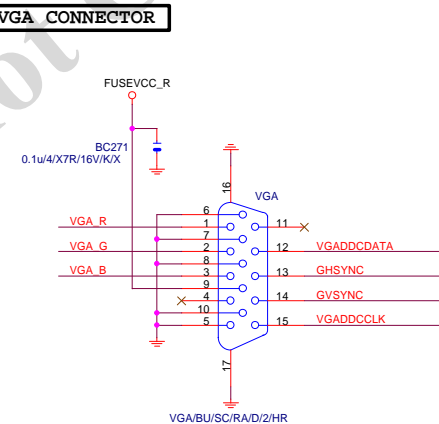 VGA CONNECTOR
FUSEVCC_R
BC271
0.1u/4/X7R/16V/K/X
16
VGA
6
VGA_R 1 11
7
VGA_G 2 12 VGADDCDATA
8
VGA_B 3 13 GHSYNC
9
4 14 GVSYNC
10
5 15 VGADDCCLK
17
VGA/BU/SC/RA/D/2/HR